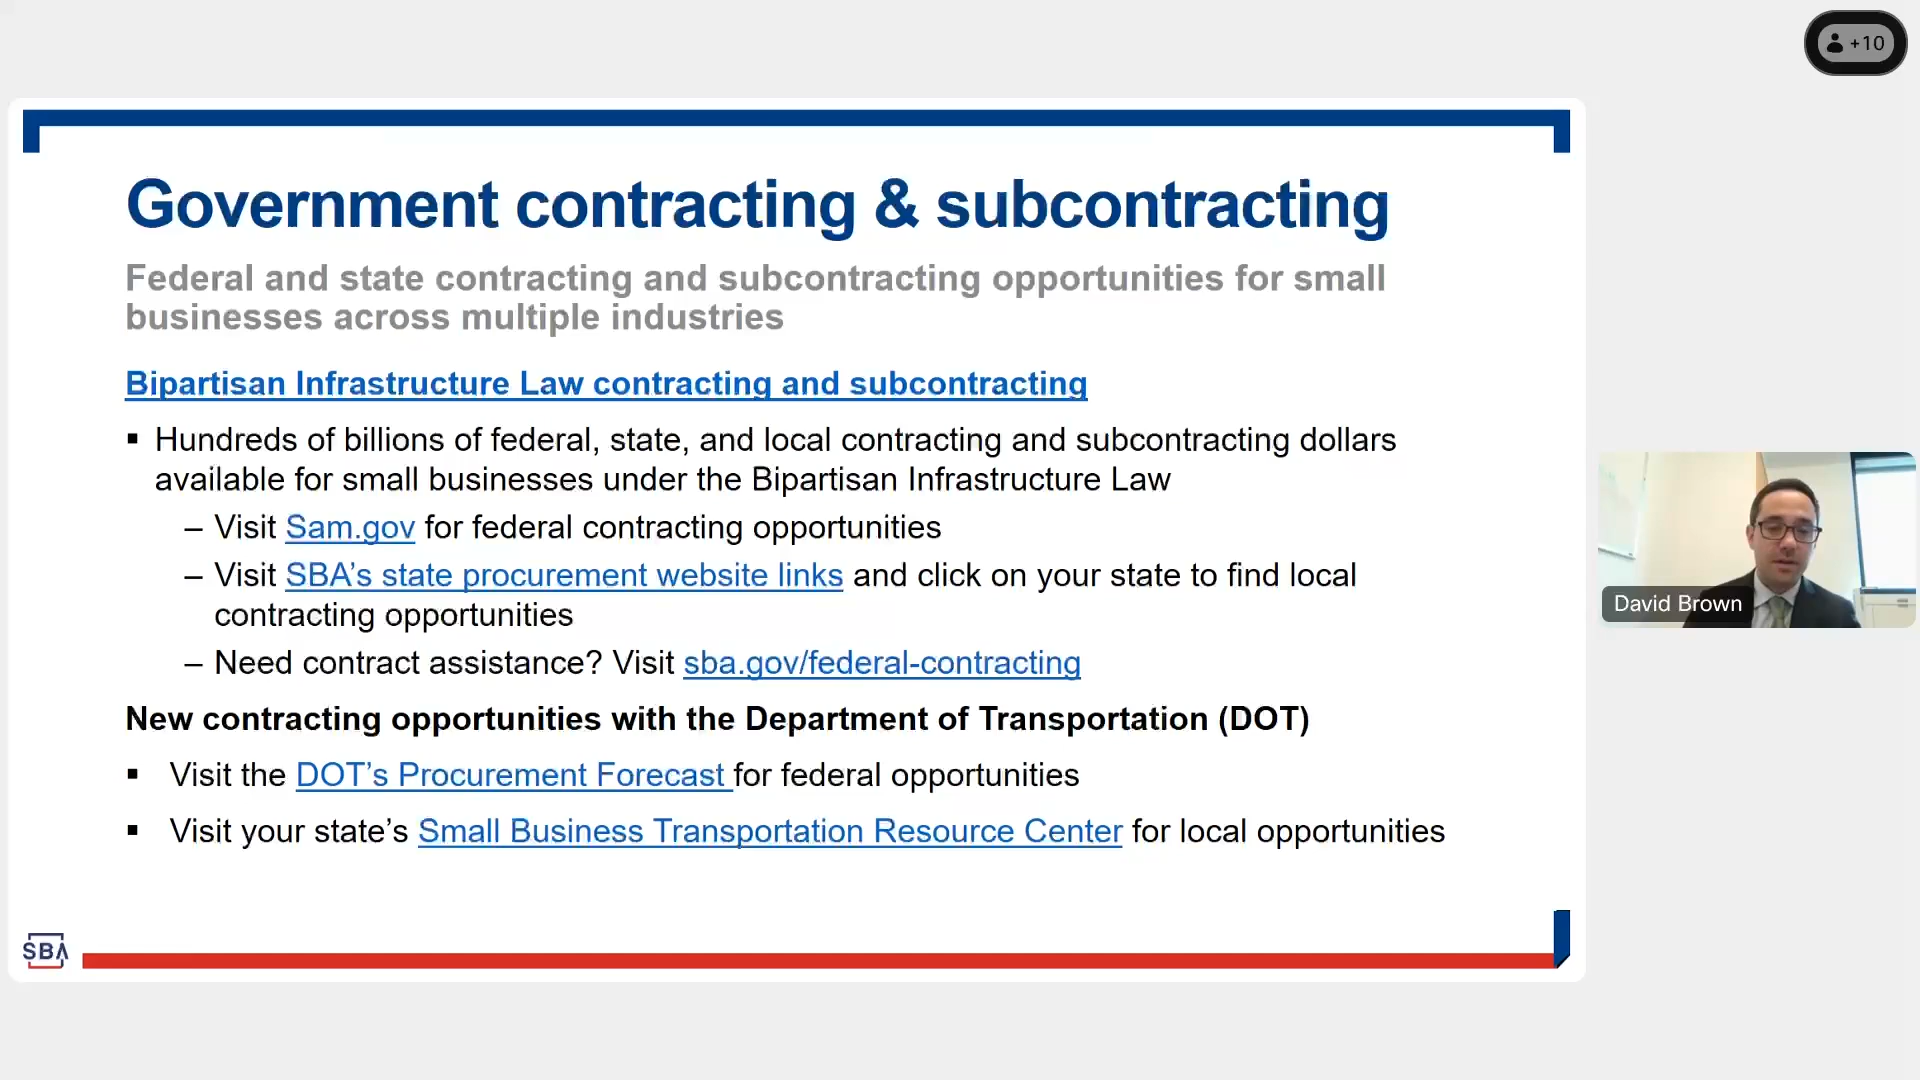 +10
Government contracting & subcontracting
Federal and state contracting and subcontracting opportunities for small
businesses across multiple industries
Bipartisan Infrastructure Law contracting and subcontracting
▪ Hundreds of billions of federal, state, and local contracting and subcontracting dollars
available for small businesses under the Bipartisan Infrastructure Law
– Visit Sam.gov for federal contracting opportunities
– Visit SBA’s state procurement website links and click on your state to find local
contracting opportunities
– Need contract assistance? Visit sba.gov/federal-contracting
New contracting opportunities with the Department of Transportation (DOT)
▪ Visit the DOT’s Procurement Forecast for federal opportunities
▪ Visit your state’s Small Business Transportation Resource Center for local opportunities
SBA
David Brown